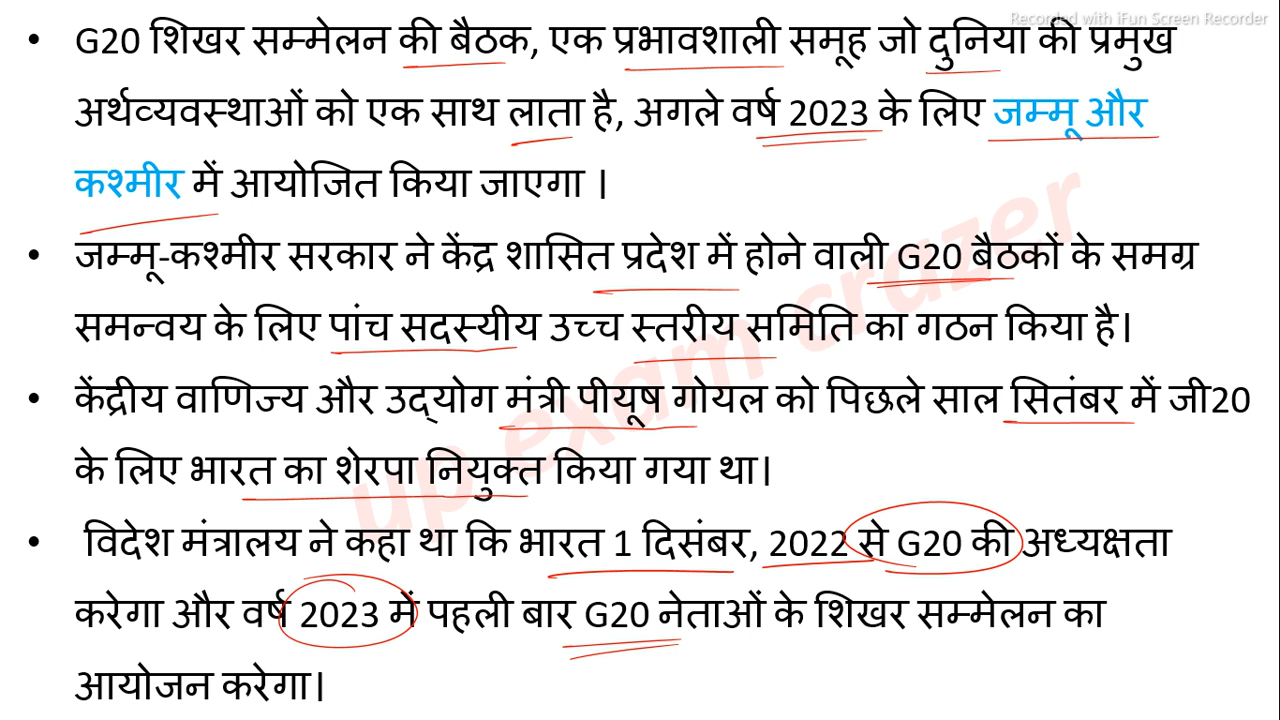 Recorded with iFun Screen Recorder
• G20 शिखर सम्मेलन की बैठक, एक प्रभावशाली समूह जो दुनिया की प्रमुख
अर्थव्यवस्थाओं को एक साथ लाता है, अगले वर्ष 2023 के लिए जम्मू और
कश्मीर में आयोजित किया जाएगा ।
• जम्मू-कश्मीर सरकार ने केंद्र शासित प्रदेश में होने वाली G20 बैठकों के समग्र
समन्वय के लिए पांच सदस्यीय उच्च स्तरीय समिति का गठन किया है।
• केंद्रीय वाणिज्य और उद्योग मंत्री पीयूष गोयल को पिछले साल सितंबर में जी20
के लिए भारत का शेरपा नियुक्त किया गया था।
• विदेश मंत्रालय ने कहा था कि भारत 1 दिसंबर, 2022 से G20 की अध्यक्षता
करेगा और वर्ष 2023 में पहली बार G20 नेताओं के शिखर सम्मेलन का
आयोजन करेगा।
up exam crazer